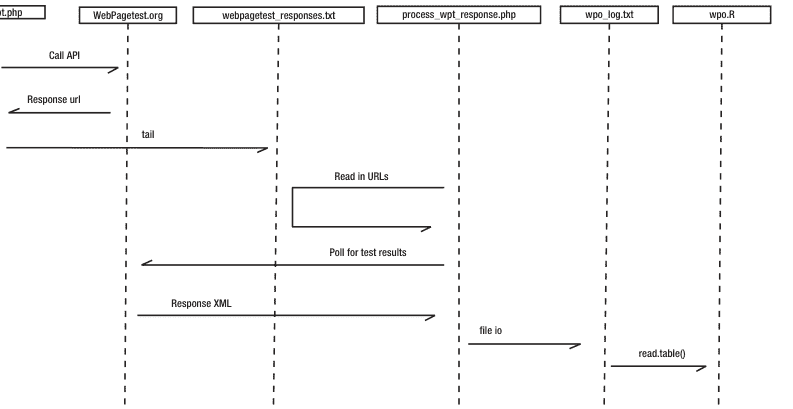 pt.php
WebPagetest.org
webpagetest_responses.txt
process_wpt_response.php
wpo_log.txt
wpo.R
Call API
Response url
tail
Read in URLs
Poll for test results
Response XML
file io
read.table()